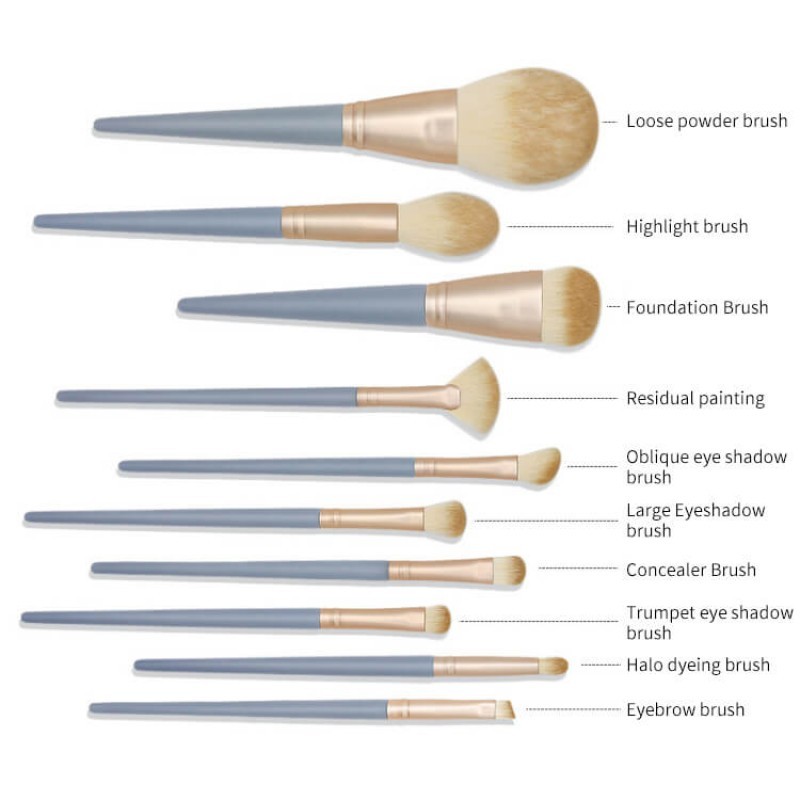 Loose powder brush
Highlight brush
Foundation Brush
Residual painting
Oblique eye shadow
brush
Large Eyeshadow
brush
Concealer Brush
Trumpet eye shadow
brush
Halo dyeing brush
Eyebrow brush